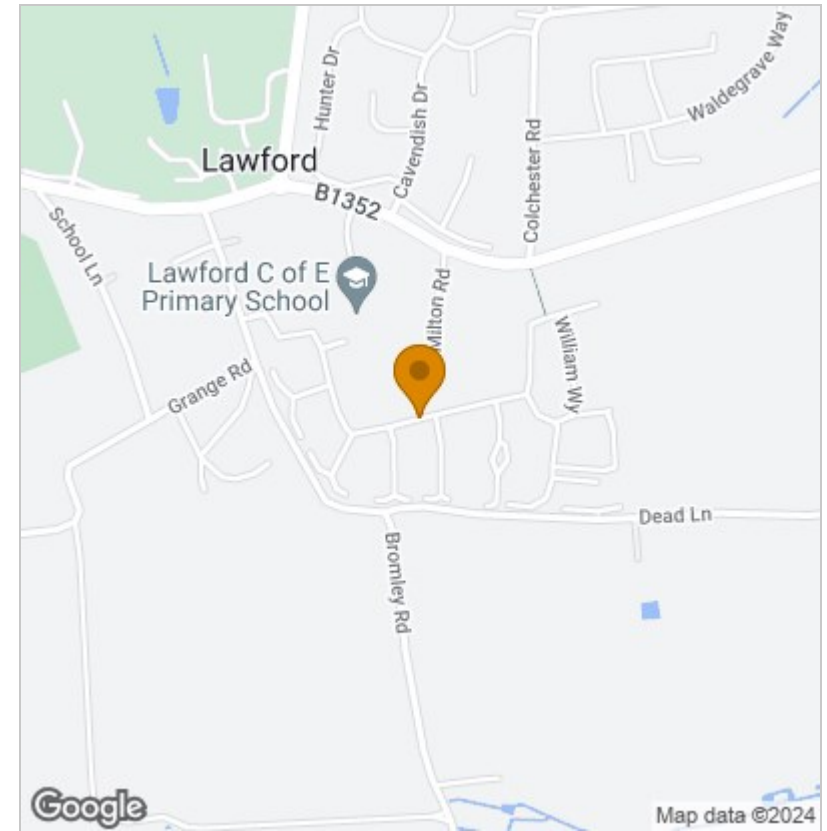 Hunter Dr
Cavendish Dr
Colchester Rd
Waldegrave Way
Lawford
B1352
School Ln
Lawford C of E
Primary School
Milton Rd
William Wy
Grange Rd
Dead Ln
Bromley Rd
Google
Map data ©2024